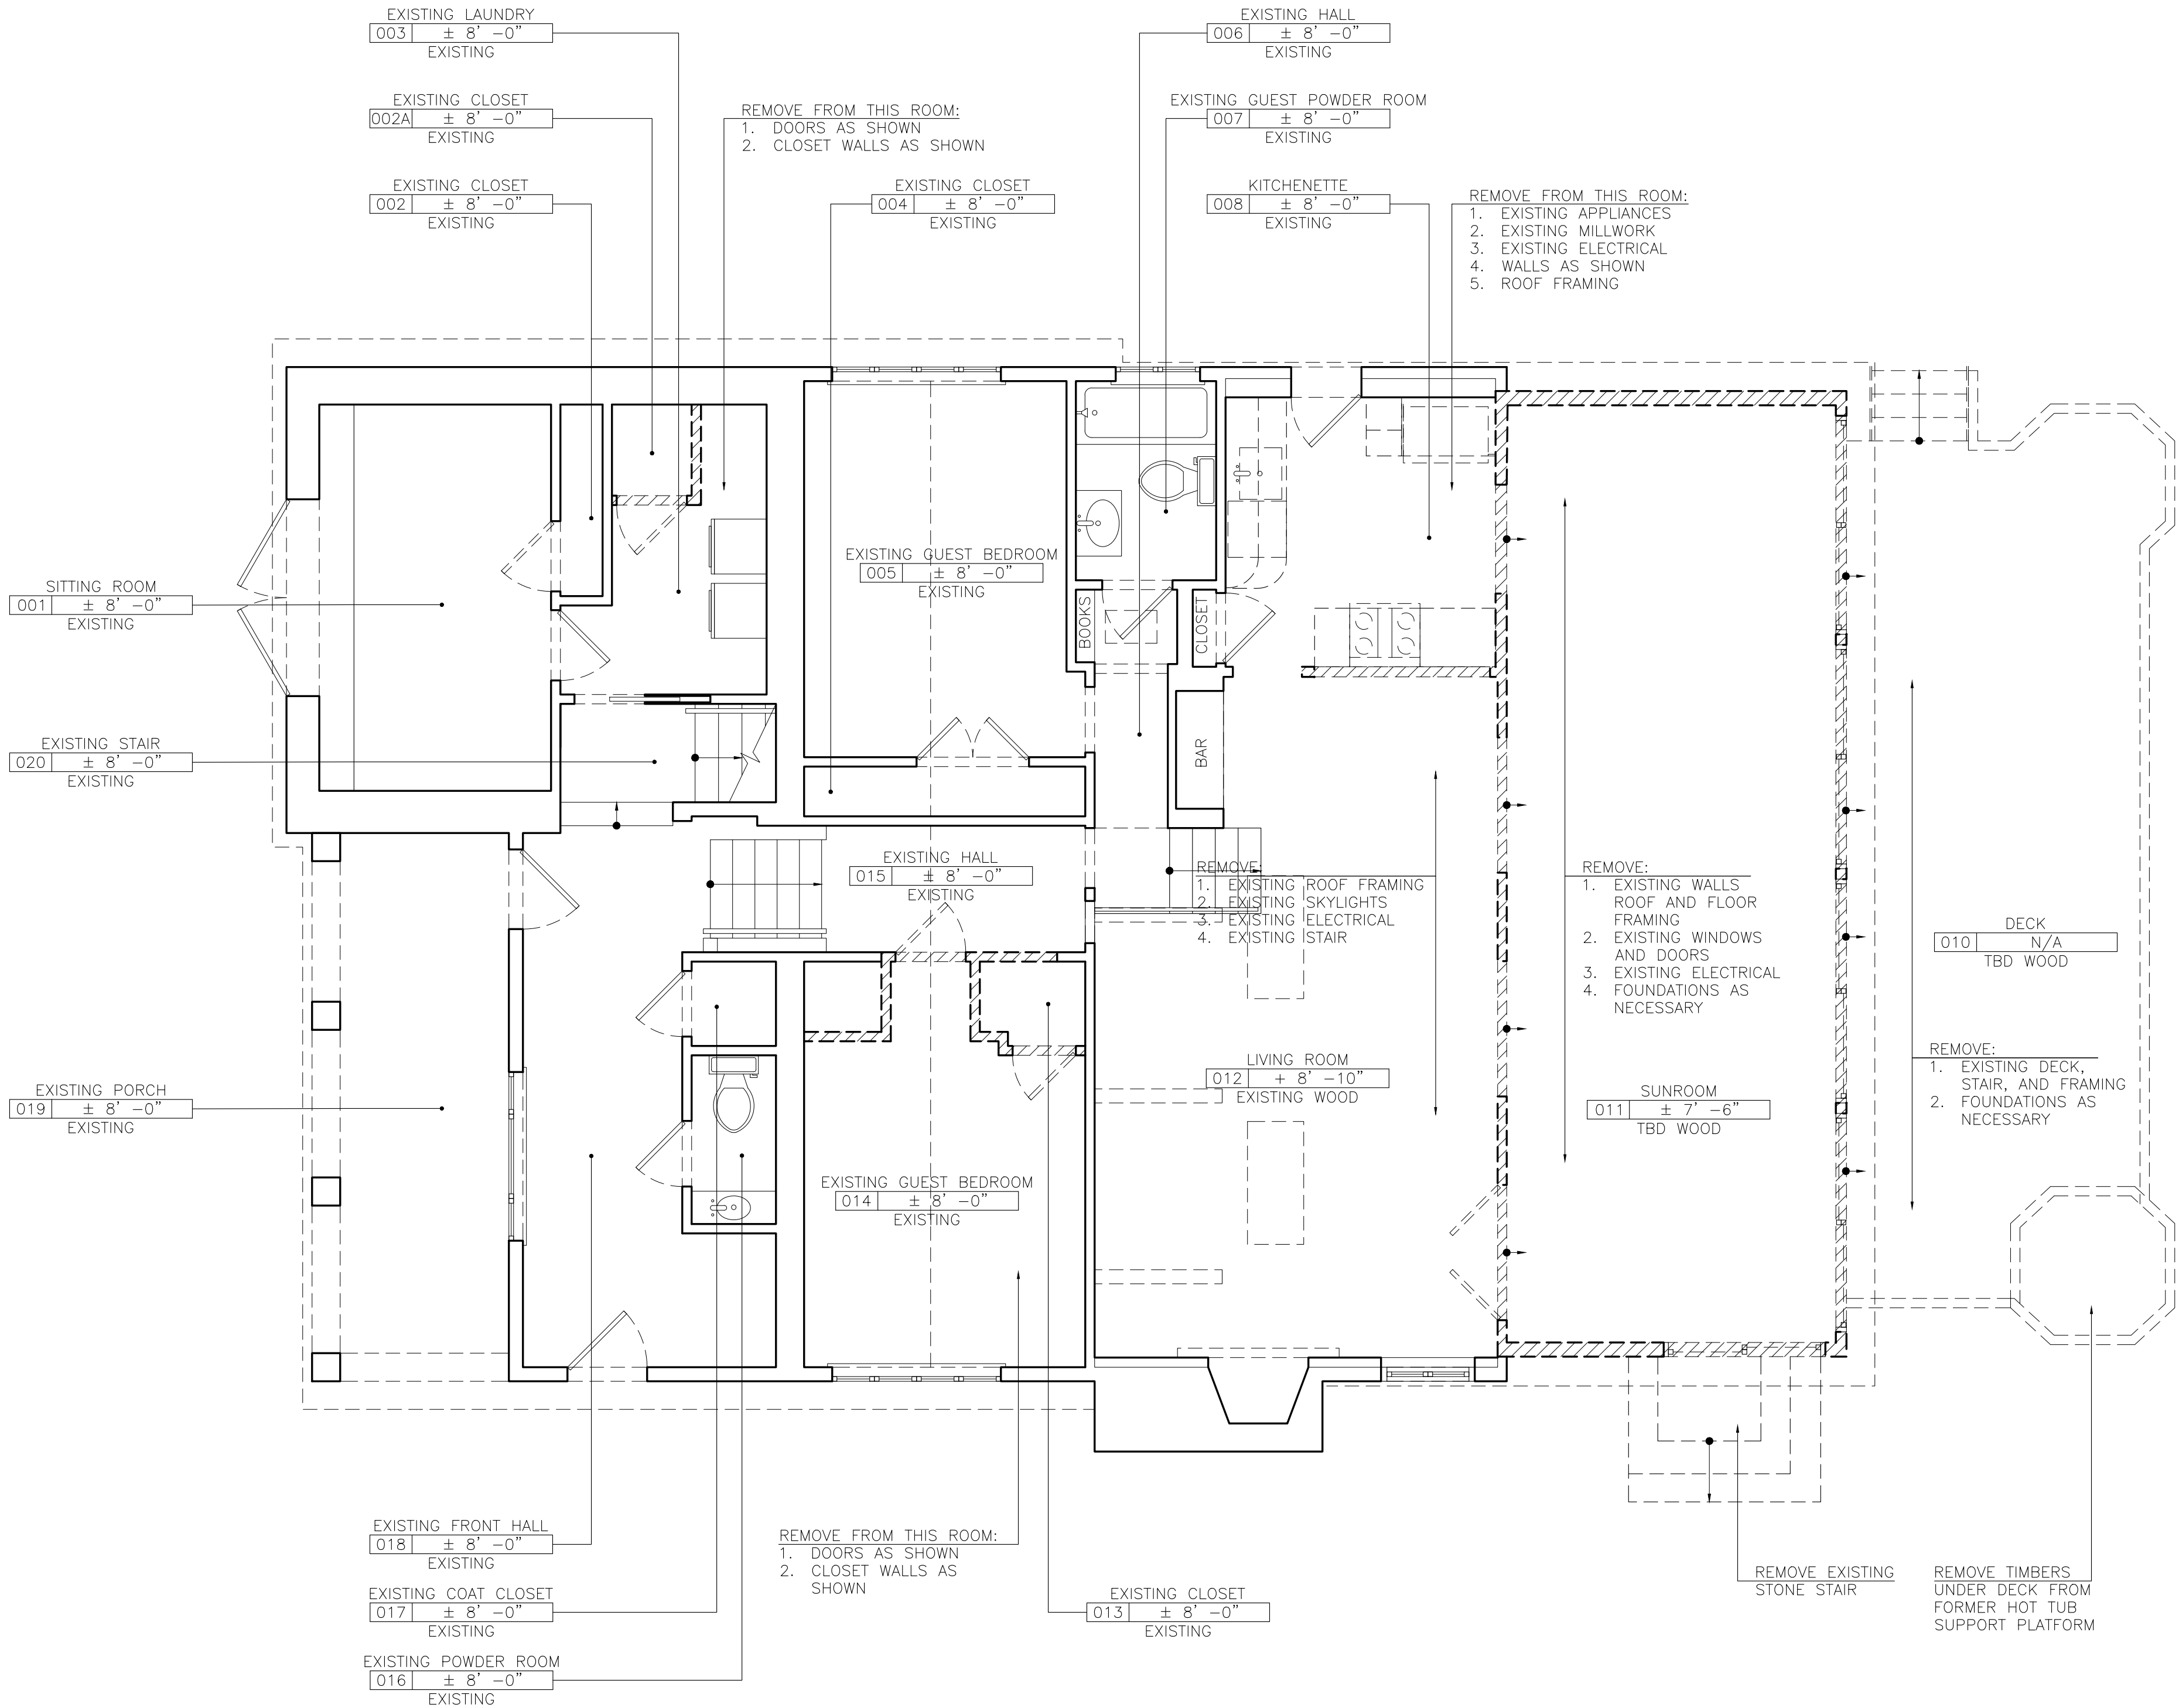 EXISTING LAUNDRY
003 ± 8' -0"
EXISTING
EXISTING HALL
006 ± 8' -0"
EXISTING
EXISTING CLOSET
002A ± 8' -0"
EXISTING
REMOVE FROM THIS ROOM:
1. DOORS AS SHOWN
2. CLOSET WALLS AS SHOWN
EXISTING GUEST POWDER ROOM
007 ± 8' -0"
EXISTING
EXISTING CLOSET
002 ± 8' -0"
EXISTING
EXISTING CLOSET
004 ± 8' -0"
EXISTING
KITCHENETTE
008 ± 8' -0"
EXISTING
REMOVE FROM THIS ROOM:
1. EXISTING APPLIANCES
2. EXISTING MILLWORK
3. EXISTING ELECTRICAL
4. WALLS AS SHOWN
5. ROOF FRAMING
SITTING ROOM
001 ± 8' -0"
EXISTING
EXISTING GUEST BEDROOM
005 ± 8' -0"
EXISTING
BOOKS
CLOSET
EXISTING STAIR
020 ± 8' -0"
EXISTING
BAR
EXISTING HALL
015 ± 8' -0"
EXISTING
REMOVE:
1. EXISTING ROOF FRAMING
2. EXISTING SKYLIGHTS
3. EXISTING ELECTRICAL
4. EXISTING STAIR
REMOVE:
1. EXISTING WALLS
ROOF AND FLOOR
FRAMING
2. EXISTING WINDOWS
AND DOORS
3. EXISTING ELECTRICAL
4. FOUNDATIONS AS
NECESSARY
DECK
010 N/A
TBD WOOD
EXISTING PORCH
019 ± 8' -0"
EXISTING
LIVING ROOM
012 + 8' -10"
EXISTING WOOD
SUNROOM
011 ± 7' -6"
TBD WOOD
REMOVE:
1. EXISTING DECK,
STAIR, AND FRAMING
2. FOUNDATIONS AS
NECESSARY
EXISTING GUEST BEDROOM
014 ± 8' -0"
EXISTING
EXISTING FRONT HALL
018 ± 8' -0"
EXISTING
REMOVE FROM THIS ROOM:
1. DOORS AS SHOWN
2. CLOSET WALLS AS
SHOWN
EXISTING COAT CLOSET
017 ± 8' -0"
EXISTING
EXISTING CLOSET
013 ± 8' -0"
EXISTING
REMOVE EXISTING
STONE STAIR
REMOVE TIMBERS
UNDER DECK FROM
FORMER HOT TUB
SUPPORT PLATFORM
EXISTING POWDER ROOM
016 ± 8' -0"
EXISTING